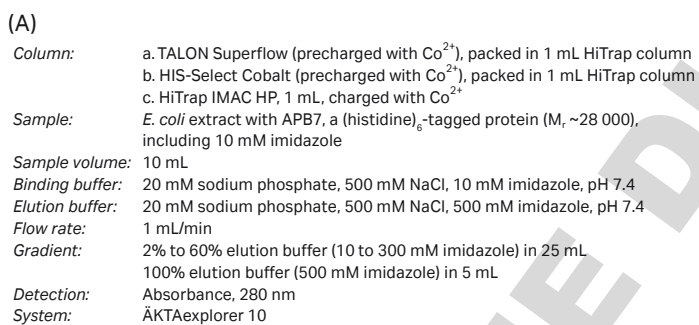 (A)
Column: a. TALON Superflow (precharged with Co²⁺), packed in 1 mL HiTrap column
b. HIS-Select Cobalt (precharged with Co²⁺), packed in 1 mL HiTrap column
c. HiTrap IMAC HP, 1 mL, charged with Co²⁺
Sample: E. coli extract with APB7, a (histidine)₆-tagged protein (Mᵣ ~28 000),
including 10 mM imidazole
Sample volume: 10 mL
Binding buffer: 20 mM sodium phosphate, 500 mM NaCl, 10 mM imidazole, pH 7.4
Elution buffer: 20 mM sodium phosphate, 500 mM NaCl, 500 mM imidazole, pH 7.4
Flow rate: 1 mL/min
Gradient: 2% to 60% elution buffer (10 to 300 mM imidazole) in 25 mL
100% elution buffer (500 mM imidazole) in 5 mL
Detection: Absorbance, 280 nm
System: ÄKTAexplorer 10